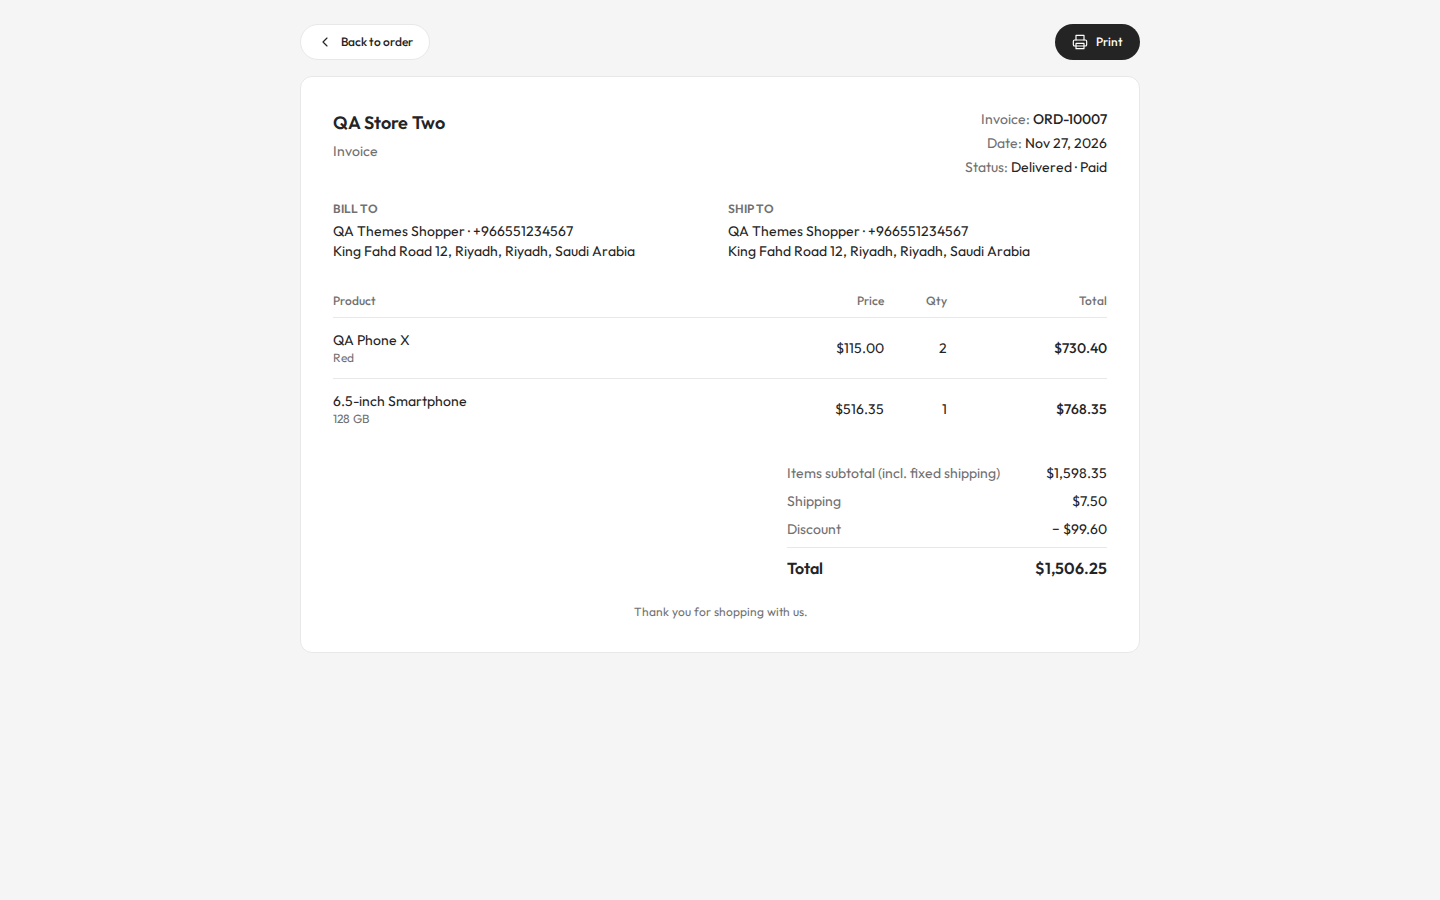 Back to order
Print
QA Store Two
Invoice
Invoice: ORD-10007
Date: Nov 27, 2026
Status: Delivered · Paid
BILL TO
QA Themes Shopper · +966551234567
King Fahd Road 12, Riyadh, Riyadh, Saudi Arabia
SHIP TO
QA Themes Shopper · +966551234567
King Fahd Road 12, Riyadh, Riyadh, Saudi Arabia
Product Price Qty Total
QA Phone X
Red
$115.00 2 $730.40
6.5-inch Smartphone
128 GB
$516.35 1 $768.35
Items subtotal (incl. fixed shipping) $1,598.35
Shipping $7.50
Discount − $99.60
Total $1,506.25
Thank you for shopping with us.